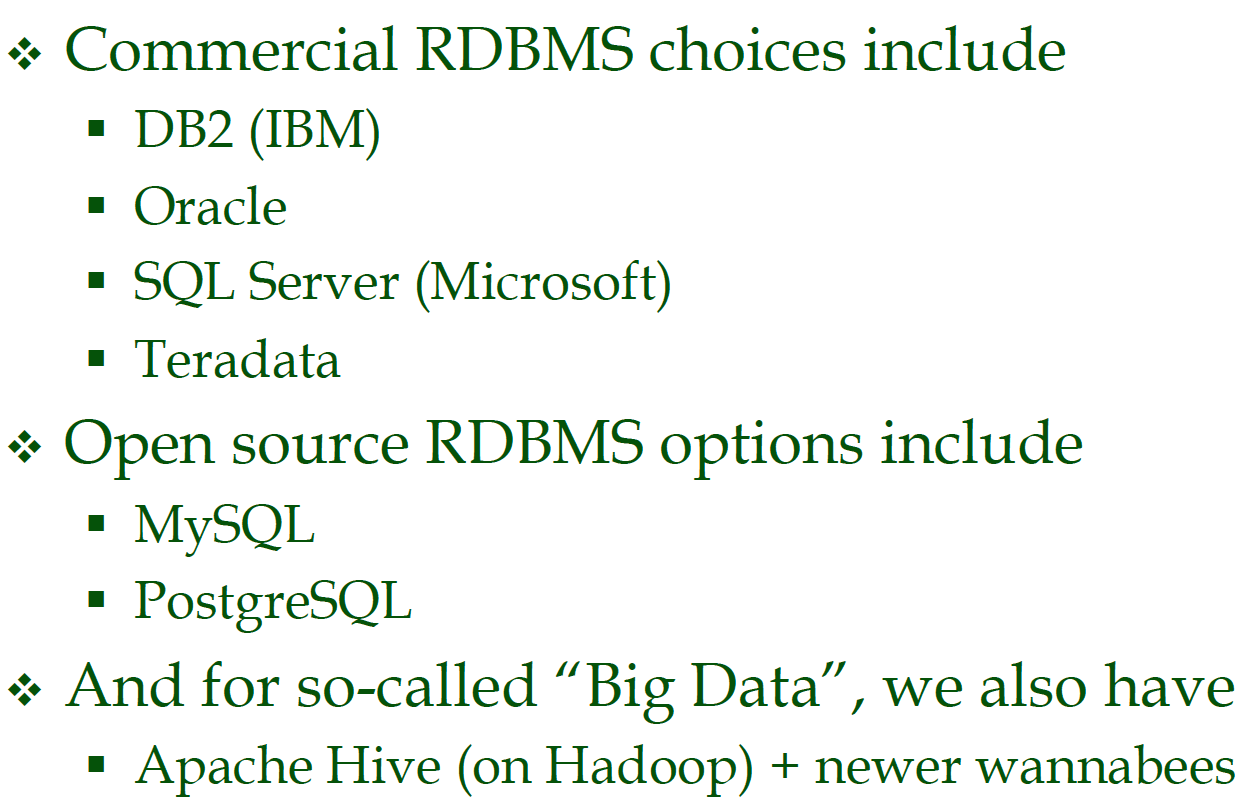 ❖ Commercial RDBMS choices include
▪ DB2 (IBM)
▪ Oracle
▪ SQL Server (Microsoft)
▪ Teradata
❖ Open source RDBMS options include
▪ MySQL
▪ PostgreSQL
❖ And for so-called “Big Data”, we also have
▪ Apache Hive (on Hadoop) + newer wannabees